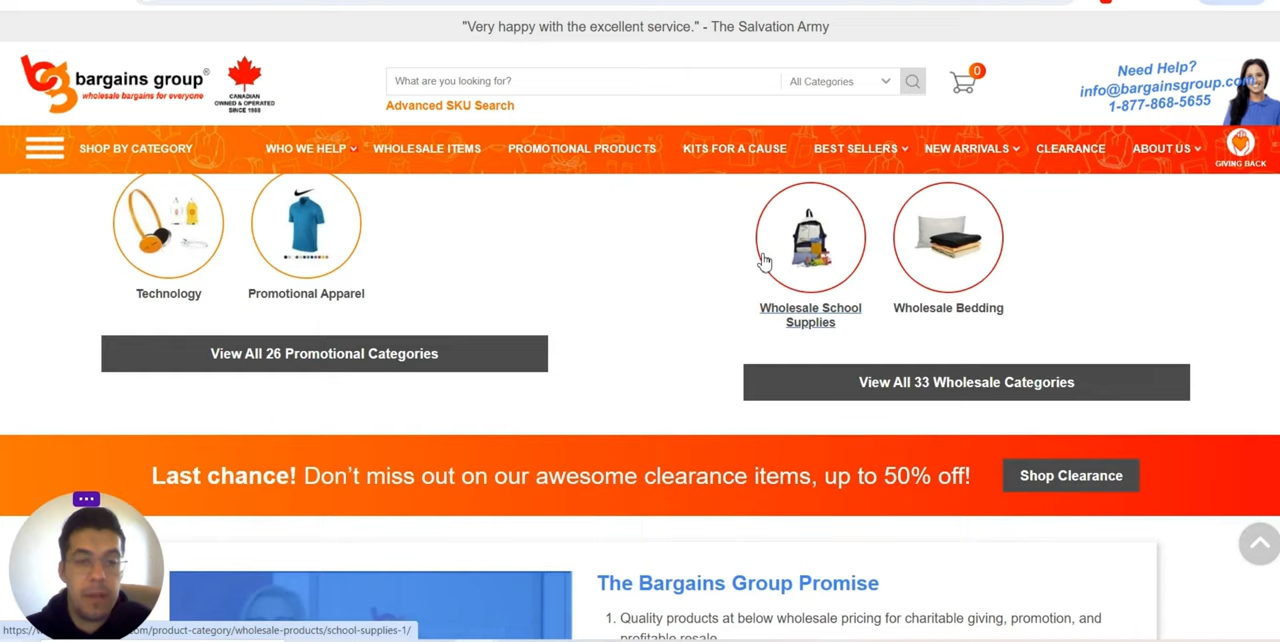 "Very happy with the excellent service." - The Salvation Army
bargains group®
wholesale bargains for everyone
CANADIAN
OWNED & OPERATED
SINCE 1988
What are you looking for?
All Categories
0
Advanced SKU Search
Need Help?
info@bargainsgroup.com
1-877-868-5655
SHOP BY CATEGORY
WHO WE HELP
WHOLESALE ITEMS
PROMOTIONAL PRODUCTS
KITS FOR A CAUSE
BEST SELLERS
NEW ARRIVALS
CLEARANCE
ABOUT US
GIVING BACK
Technology
Promotional Apparel
View All 26 Promotional Categories
Wholesale School
Supplies
Wholesale Bedding
View All 33 Wholesale Categories
Last chance! Don't miss out on our awesome clearance items, up to 50% off!
Shop Clearance
The Bargains Group Promise
1. Quality products at below wholesale pricing for charitable giving, promotion, and
profitable resale
.com/product-category/wholesale-products/school-supplies-1/